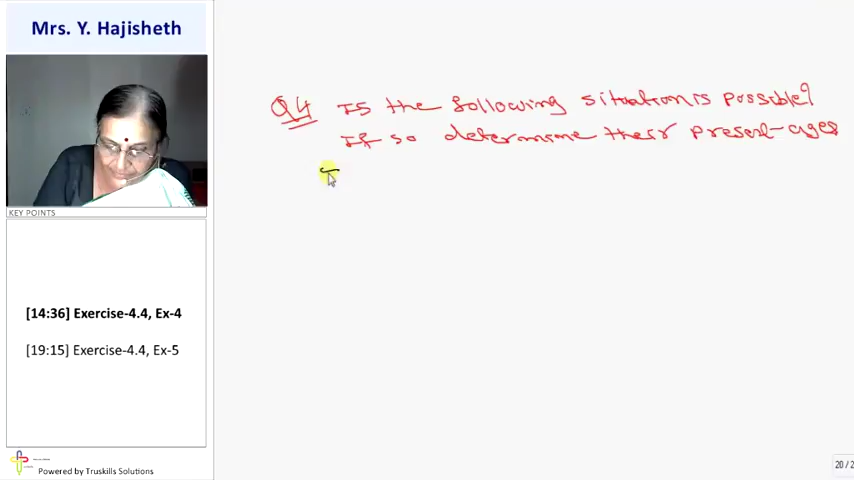 Mrs. Y. Hajisheth
Q4 Is the following situation is possible?
If so determine their present-ages
KEY POINTS
[14:36] Exercise-4.4, Ex-4
[19:15] Exercise-4.4, Ex-5
Powered by Truskills Solutions
20 / 2